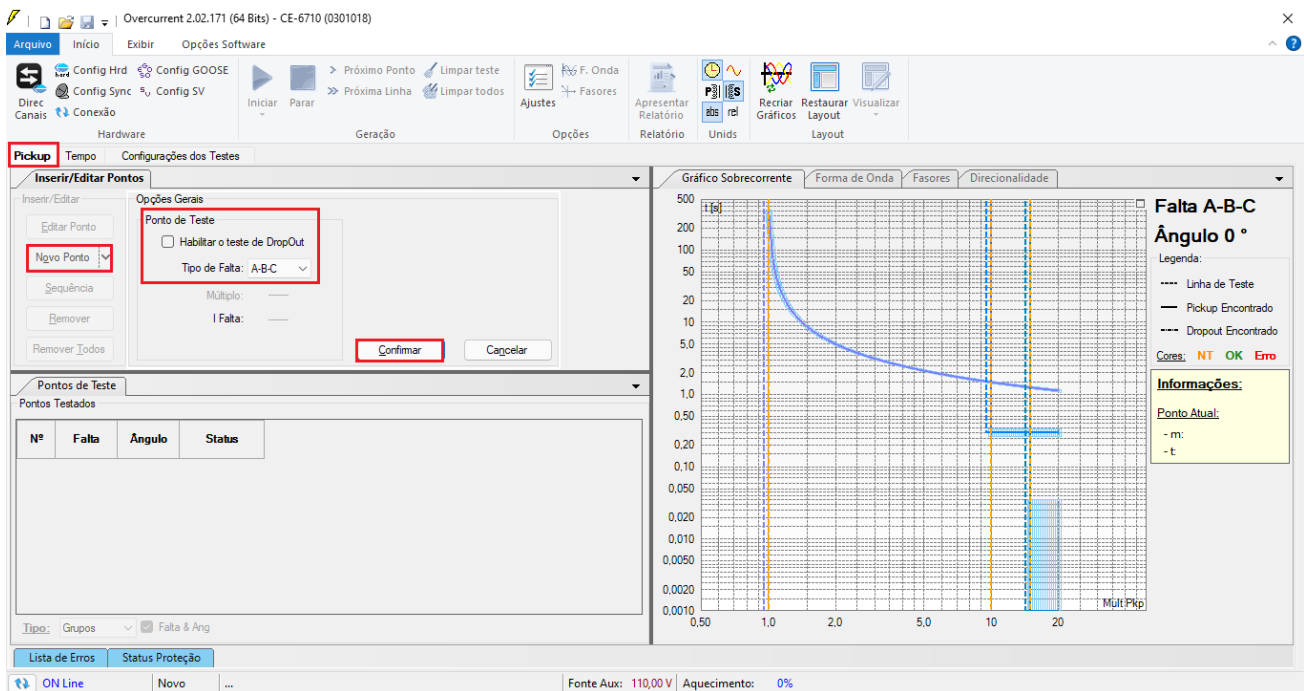 Overcurrent 2.02.171 (64 Bits) - CE-6710 (0301018)
Arquivo Início Exibir Opções Software
Direc Canais
Config Hrd Config GOOSE
Config Sync Config SV
Conexão
Hardware
Iniciar Parar
Próximo Ponto Limpar teste
Próxima Linha Limpar todos
Geração
Ajustes
F. Onda
Fasores
Opções
Apresentar Relatório
Relatório
P S
abs rel
Unids
Recriar Gráficos
Restaurar Layout
Visualizar
Layout
Pickup Tempo Configurações dos Testes
Inserir/Editar Pontos
Inserir/Editar
Editar Ponto
Novo Ponto
Sequência
Remover
Remover Todos
Opções Gerais
Ponto de Teste
Habilitar o teste de DropOut
Tipo de Falta: A-B-C
Múltiplo: ----
I Falta: ----
Confirmar Cancelar
Pontos de Teste
Pontos Testados
Nº Falta Ângulo Status
Tipo: Grupos Falta & Ang
Gráfico Sobrecorrente Forma de Onda Fasores Direcionalidade
t [s]
500
200
100
50
20
10
5,0
2,0
1,0
0,50
0,20
0,10
0,050
0,020
0,010
0,0050
0,0020
0,0010
0,50 1,0 2,0 5,0 10 20
Mult Pkp
Falta A-B-C
Ângulo 0 °
Legenda:
Linha de Teste
Pickup Encontrado
Dropout Encontrado
Cores: NT OK Erro
Informações:
Ponto Atual:
- m:
- t:
Lista de Erros Status Proteção
ON Line Novo ... Fonte Aux: 110,00 V Aquecimento: 0%